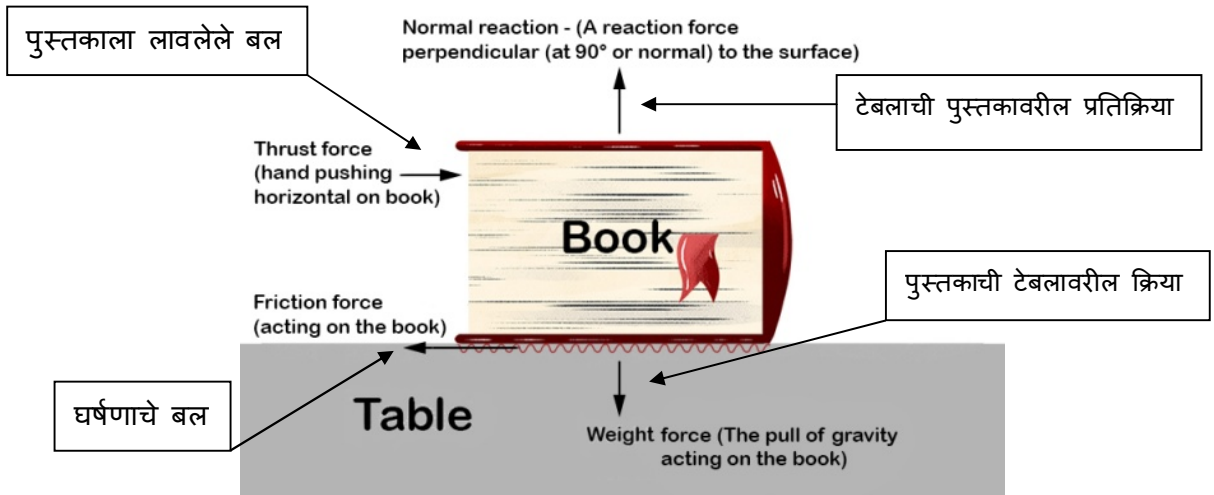 पुस्तकाला लावलेले बल
Normal reaction - (A reaction force
perpendicular (at 90° or normal) to the surface)
टेबलाची पुस्तकावरील प्रतिक्रिया
Thrust force
(hand pushing
horizontal on book)
Book
पुस्तकाची टेबलावरील क्रिया
Friction force
(acting on the book)
घर्षणाचे बल
Table
Weight force (The pull of gravity
acting on the book)